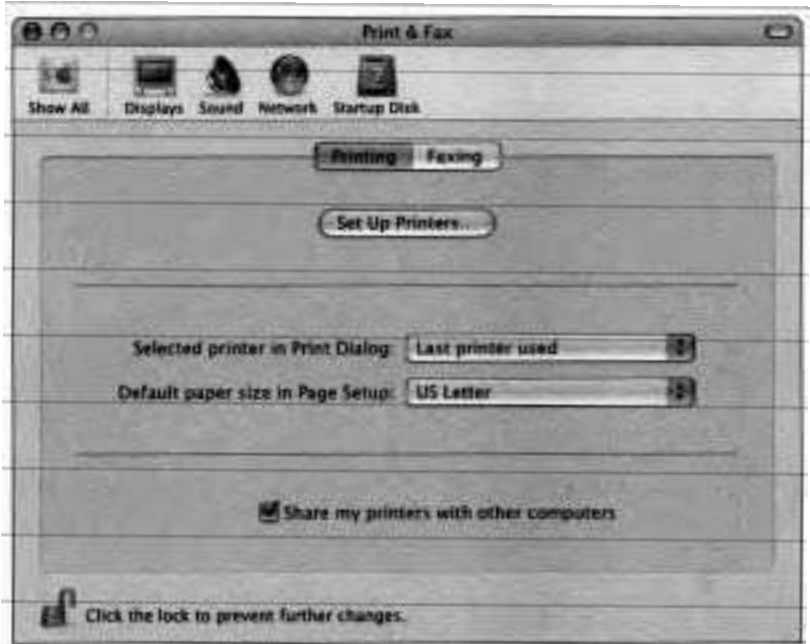 Print & Fax
Show All Displays Sound Network Startup Disk
Printing Faxing
Set Up Printers...
Selected printer in Print Dialog: Last printer used
Default paper size in Page Setup: US Letter
Share my printers with other computers
Click the lock to prevent further changes.